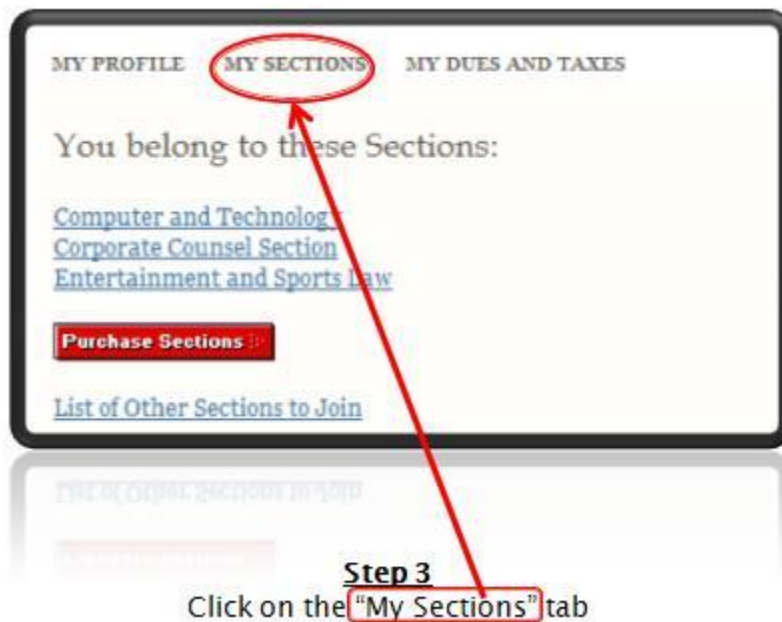 MY PROFILE MY SECTIONS MY DUES AND TAXES
You belong to these Sections:
Computer and Technology
Corporate Counsel Section
Entertainment and Sports Law
Purchase Sections
List of Other Sections to Join
Step 3
Click on the "My Sections" tab